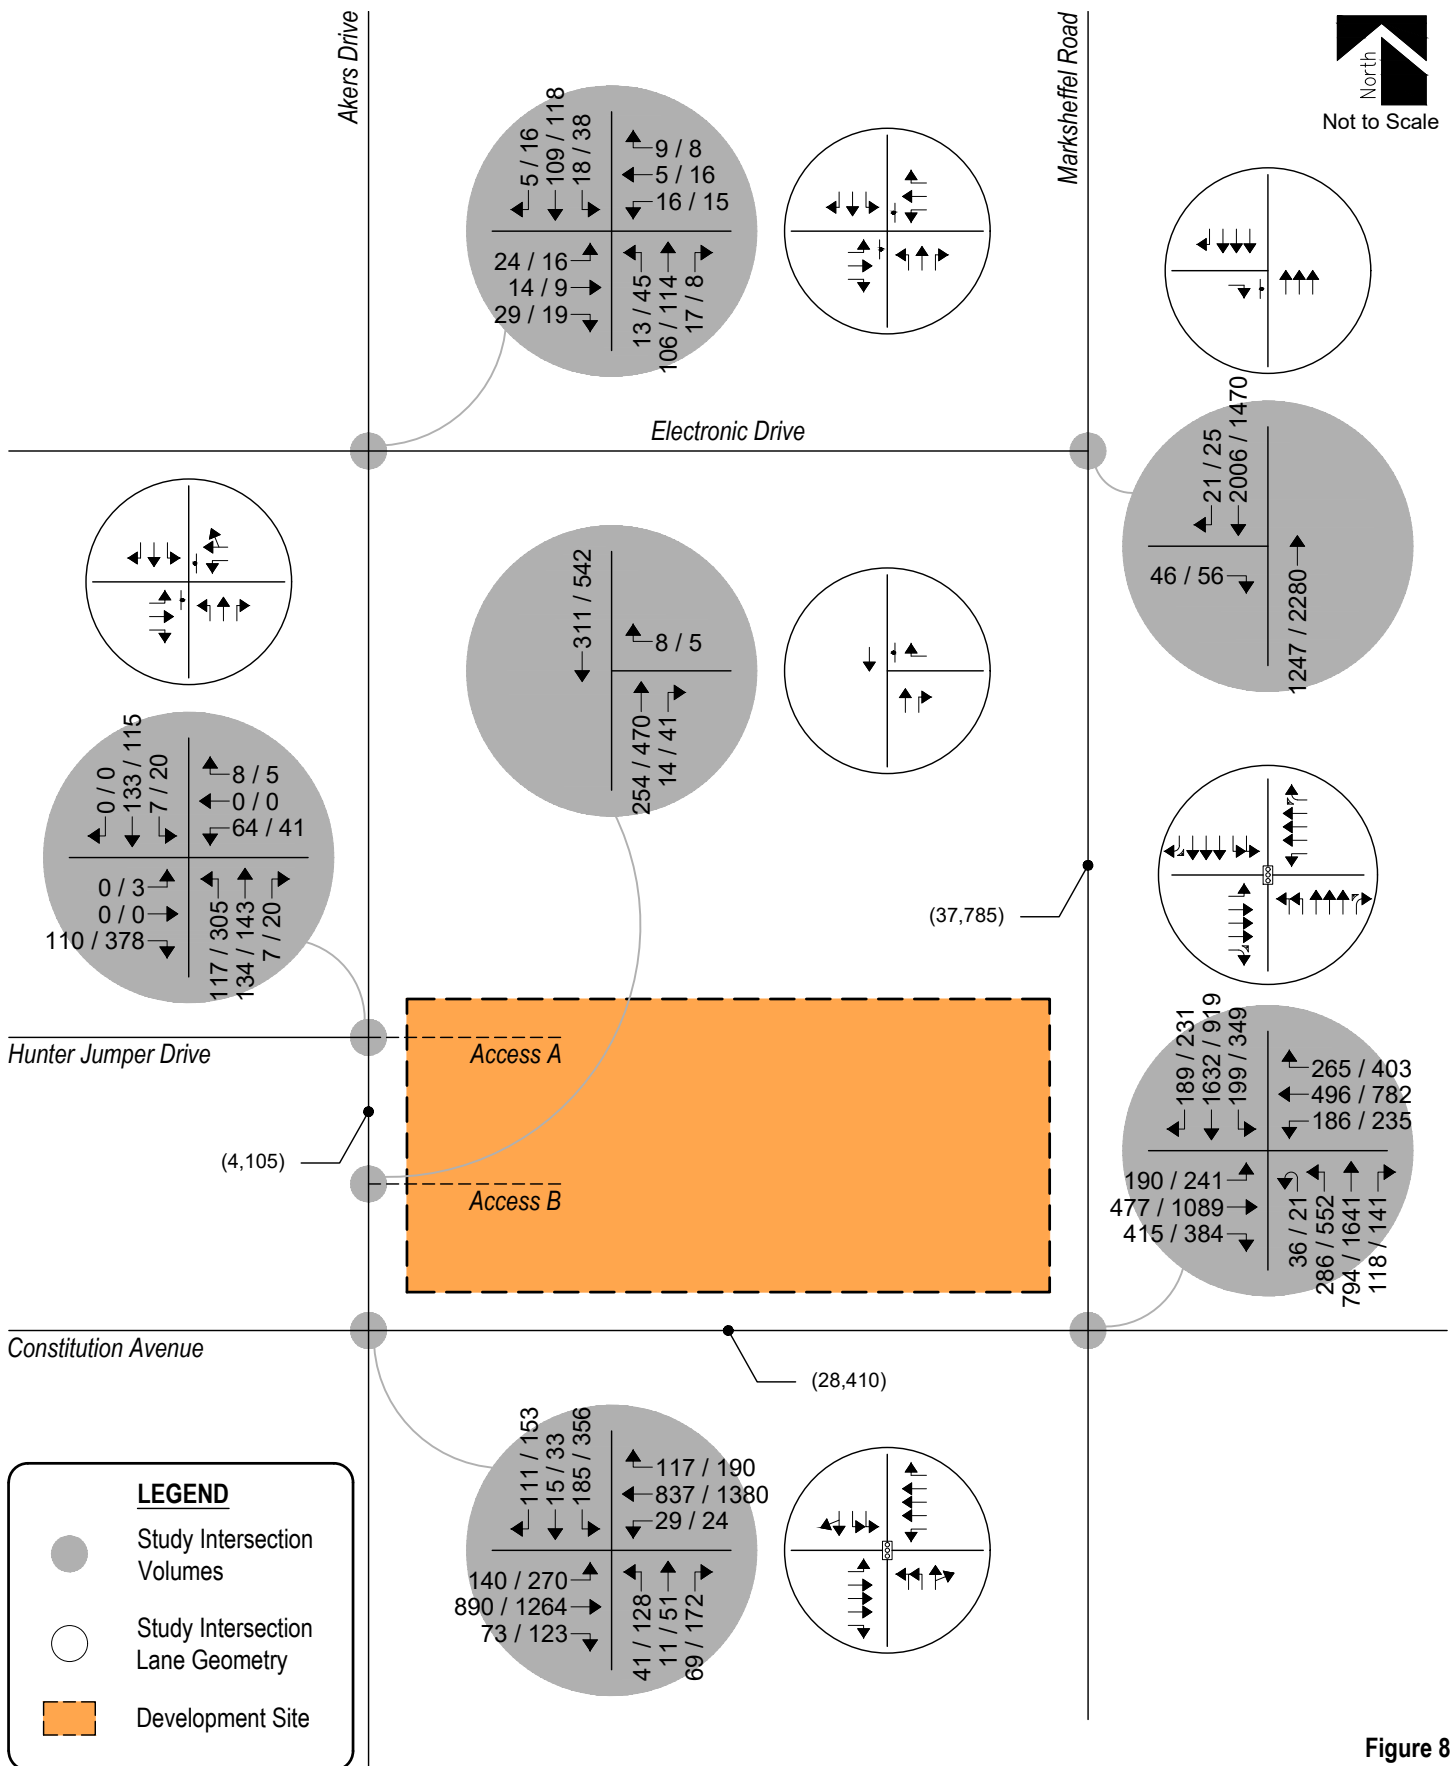 Akers Drive
Marksheffel Road
North
Not to Scale
5 / 16
109 / 118
18 / 38
9 / 8
5 / 16
16 / 15
24 / 16
14 / 9
29 / 19
13 / 45
106 / 114
17 / 8
Electronic Drive
21 / 25
2006 / 1470
46 / 56
1247 / 2280
311 / 542
8 / 5
254 / 470
14 / 41
0 / 0
133 / 115
7 / 20
8 / 5
0 / 0
64 / 41
0 / 3
0 / 0
110 / 378
117 / 305
134 / 143
7 / 20
(37,785)
Hunter Jumper Drive
Access A
(4,105)
Access B
189 / 231
1632 / 919
199 / 349
265 / 403
496 / 782
186 / 235
190 / 241
477 / 1089
415 / 384
36 / 21
286 / 552
794 / 1641
118 / 141
Constitution Avenue
(28,410)
111 / 153
15 / 33
185 / 356
117 / 190
837 / 1380
29 / 24
140 / 270
890 / 1264
73 / 123
41 / 128
11 / 51
69 / 172
LEGEND
Study Intersection
Volumes
Study Intersection
Lane Geometry
Development Site
Figure 8